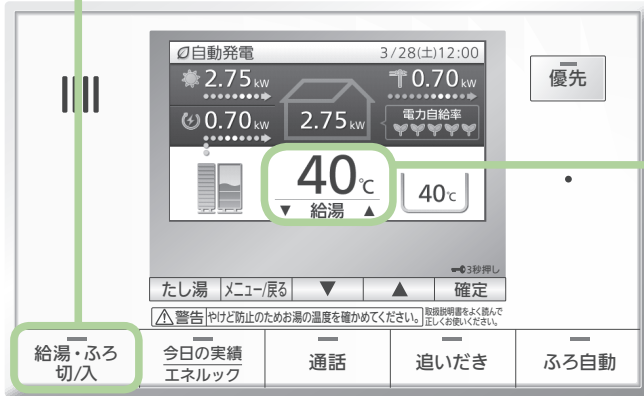 自動発電
3/28(土)12:00
2.75kw
0.70kw
0.70kw
2.75kw
電力自給率
40℃
▼ 給湯 ▲
40℃
優先
3秒押し
たし湯 メニュー/戻る ▼ ▲ 確定
警告 やけど防止のためお湯の温度を確かめてください。 取扱説明書をよく読んで
正しくお使いください。
給湯・ふろ
切/入
今日の実績
エネルック
通話
追いだき
ふろ自動